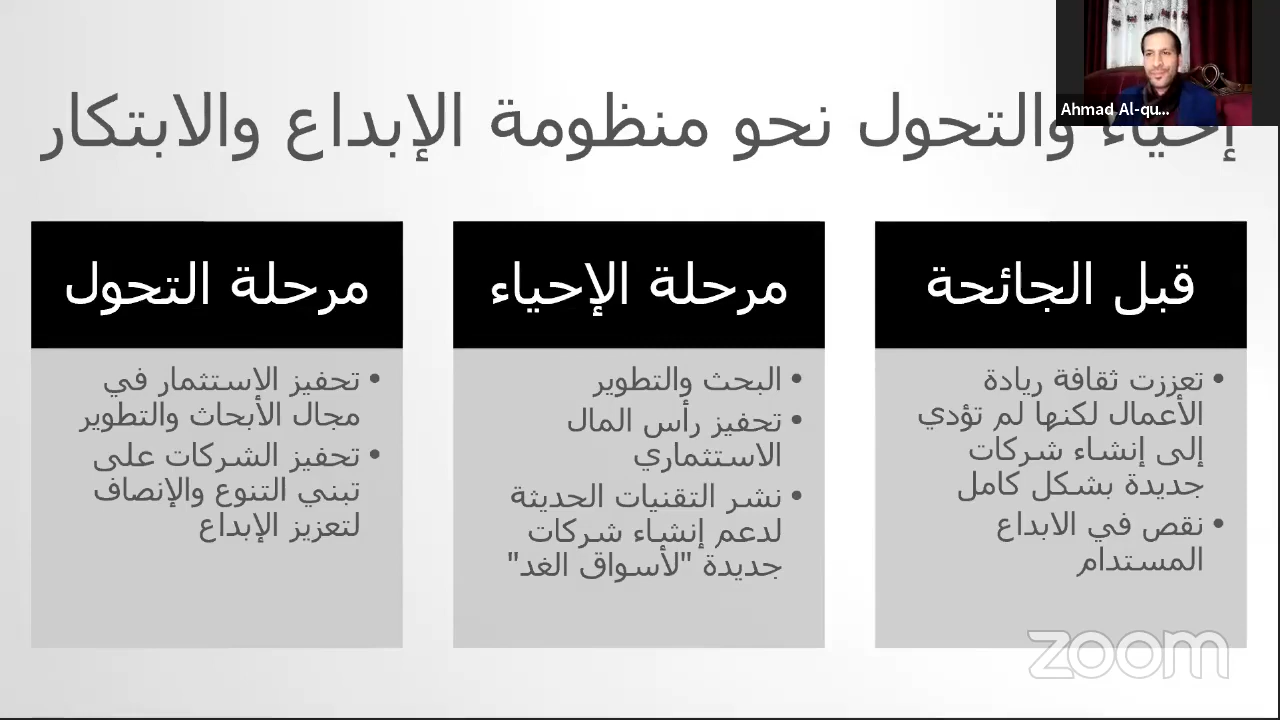 Ahmad Al-qu...
إحياء والتحول نحو منظومة الإبداع والابتكار
قبل الجائحة
• تعززت ثقافة ريادة
الأعمال لكنها لم تؤدي
إلى إنشاء شركات
جديدة بشكل كامل
• نقص في الابداع
المستدام
مرحلة الإحياء
• البحث والتطوير
• تحفيز رأس المال
الاستثماري
• نشر التقنيات الحديثة
لدعم إنشاء شركات
جديدة "لأسواق الغد"
مرحلة التحول
• تحفيز الاستثمار في
مجال الأبحاث والتطوير
• تحفيز الشركات على
تبني التنوع والإنصاف
لتعزيز الإبداع
zoom